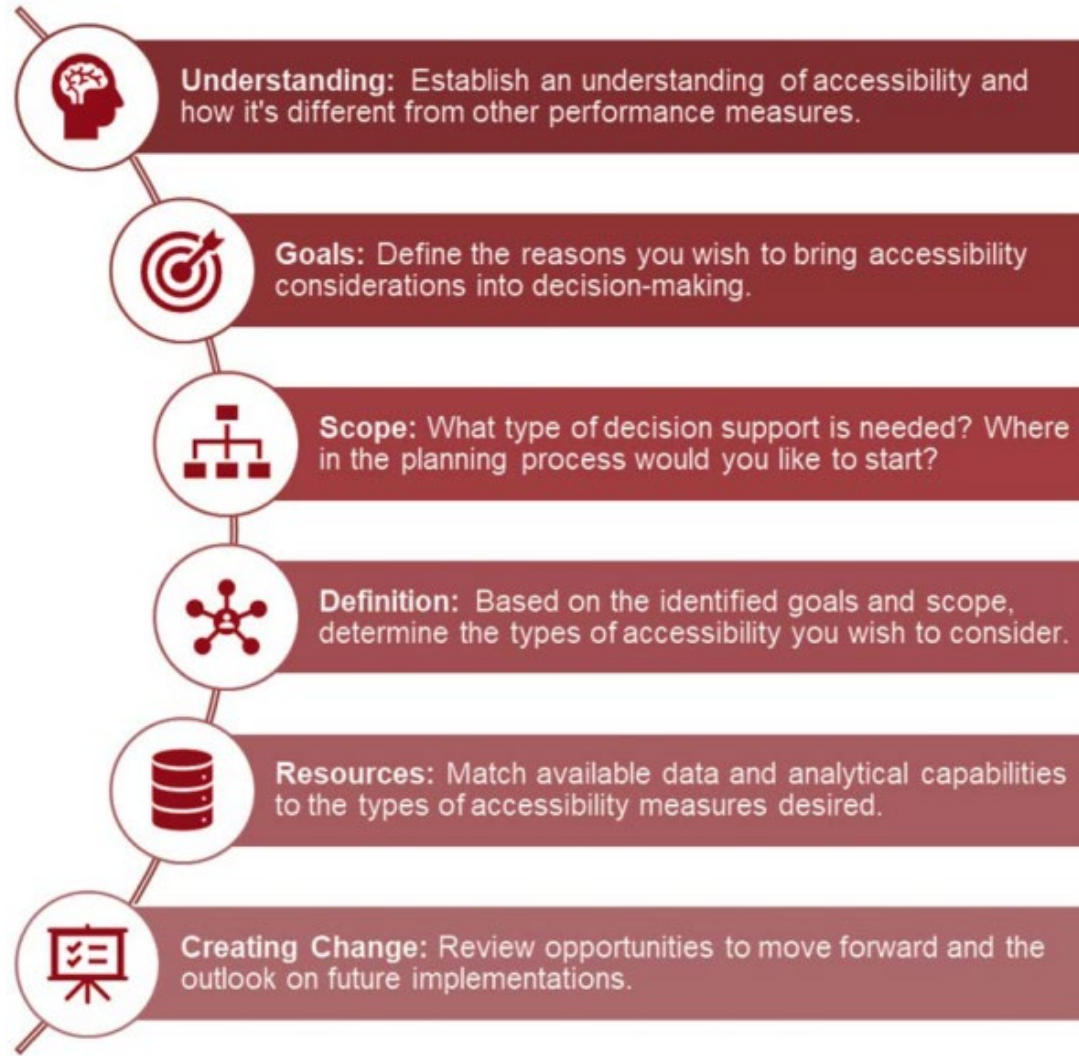 Understanding: Establish an understanding of accessibility and
how it's different from other performance measures.
Goals: Define the reasons you wish to bring accessibility
considerations into decision-making.
Scope: What type of decision support is needed? Where
in the planning process would you like to start?
Definition: Based on the identified goals and scope,
determine the types of accessibility you wish to consider.
Resources: Match available data and analytical capabilities
to the types of accessibility measures desired.
Creating Change: Review opportunities to move forward and the
outlook on future implementations.